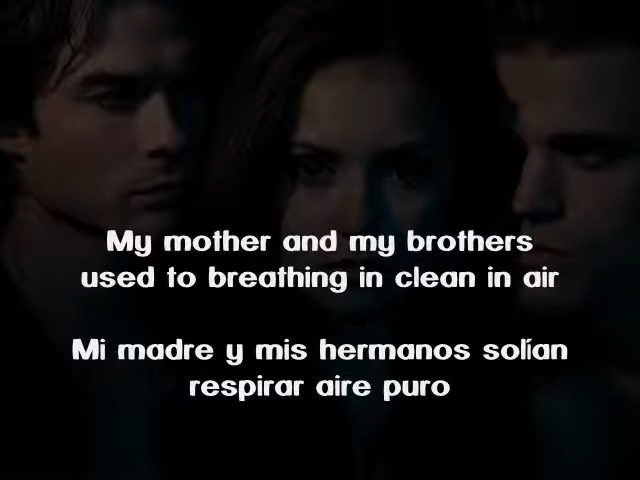 My mother and my brothers
used to breathing in clean in air
Mi madre y mis hermanos solían
respirar aire puro